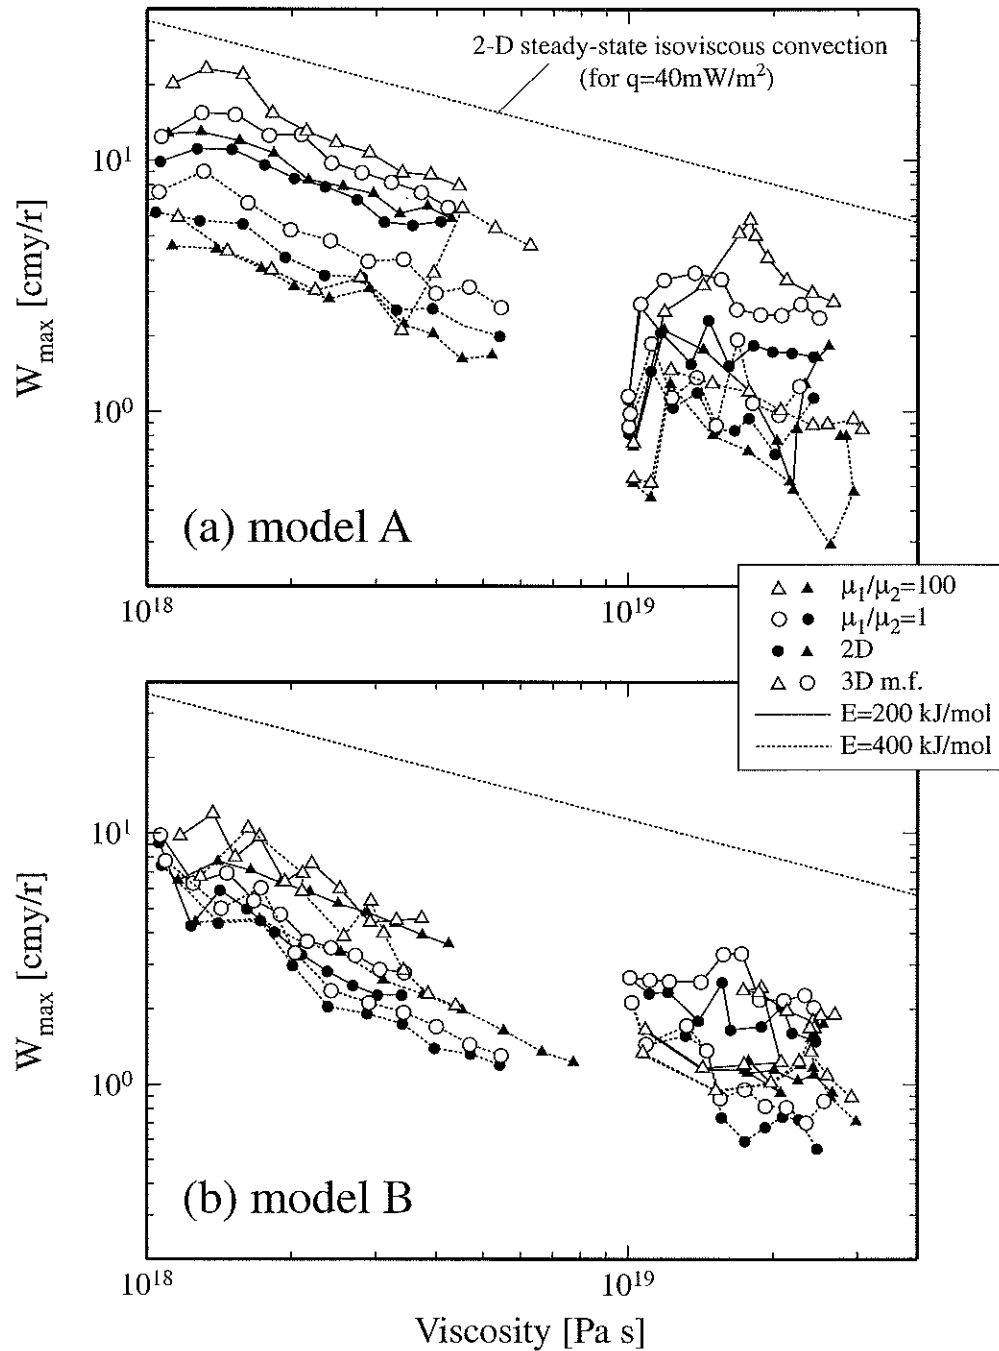 2-D steady-state isoviscous convection
(for q=40mW/m²)
10¹
10⁰
W_max [cmy/r]
(a) model A
10¹⁸
10¹⁹
μ₁/μ₂=100
μ₁/μ₂=1
2D
3D m.f.
E=200 kJ/mol
E=400 kJ/mol
10¹
10⁰
W_max [cmy/r]
(b) model B
10¹⁸
10¹⁹
Viscosity [Pa s]